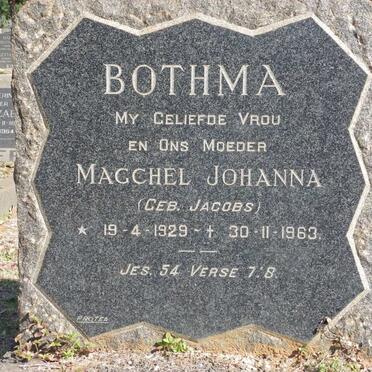 BOTHMA
MY GELIEFDE VROU
EN ONS MOEDER
MAGCHEL JOHANNA
(GEB. JACOBS)
* 19-4-1929 - † 30-11-1963.
JES. 54 VERSE 7.'8.